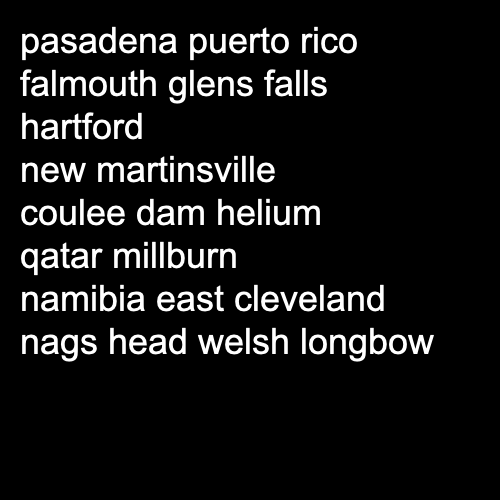 pasadena puerto rico
falmouth glens falls
hartford
new martinsville
coulee dam helium
qatar millburn
namibia east cleveland
nags head welsh longbow